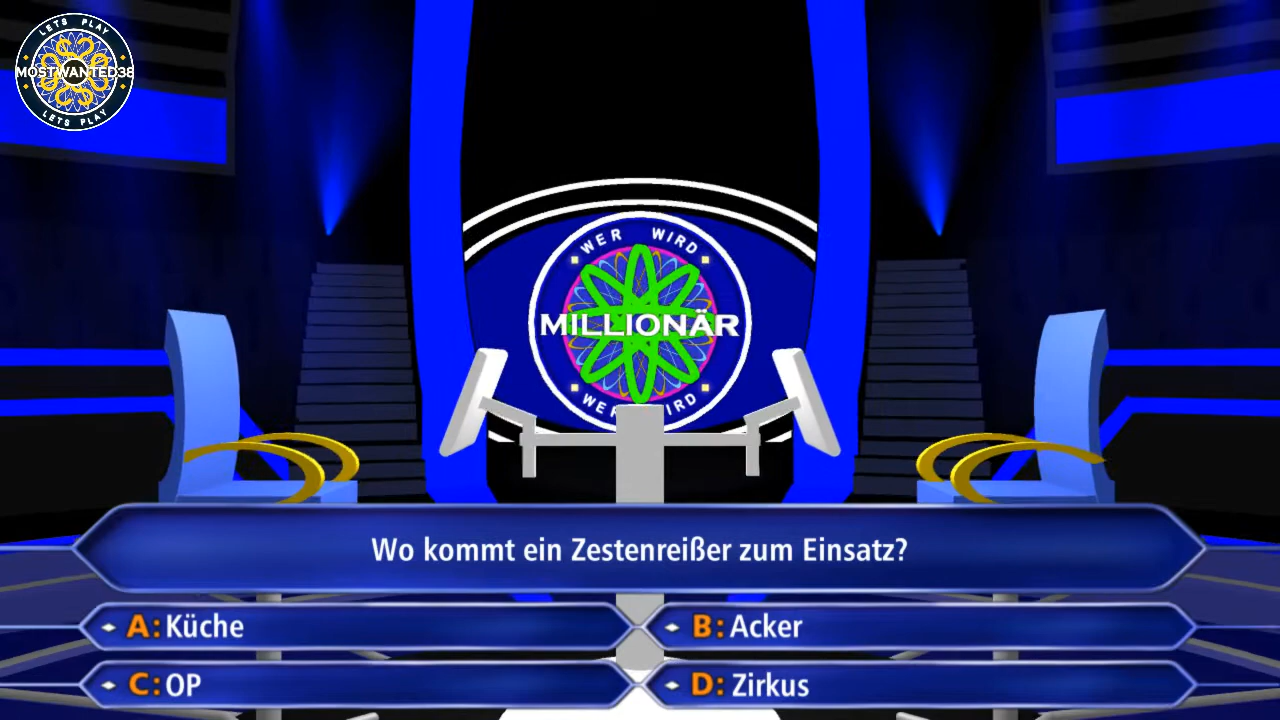 LETS PLAY
MOSTWANTED38
LETS PLAY
WER WIRD
MILLIONÄR
WER WIRD
Wo kommt ein Zestenreißer zum Einsatz?
A: Küche
B: Acker
C: OP
D: Zirkus